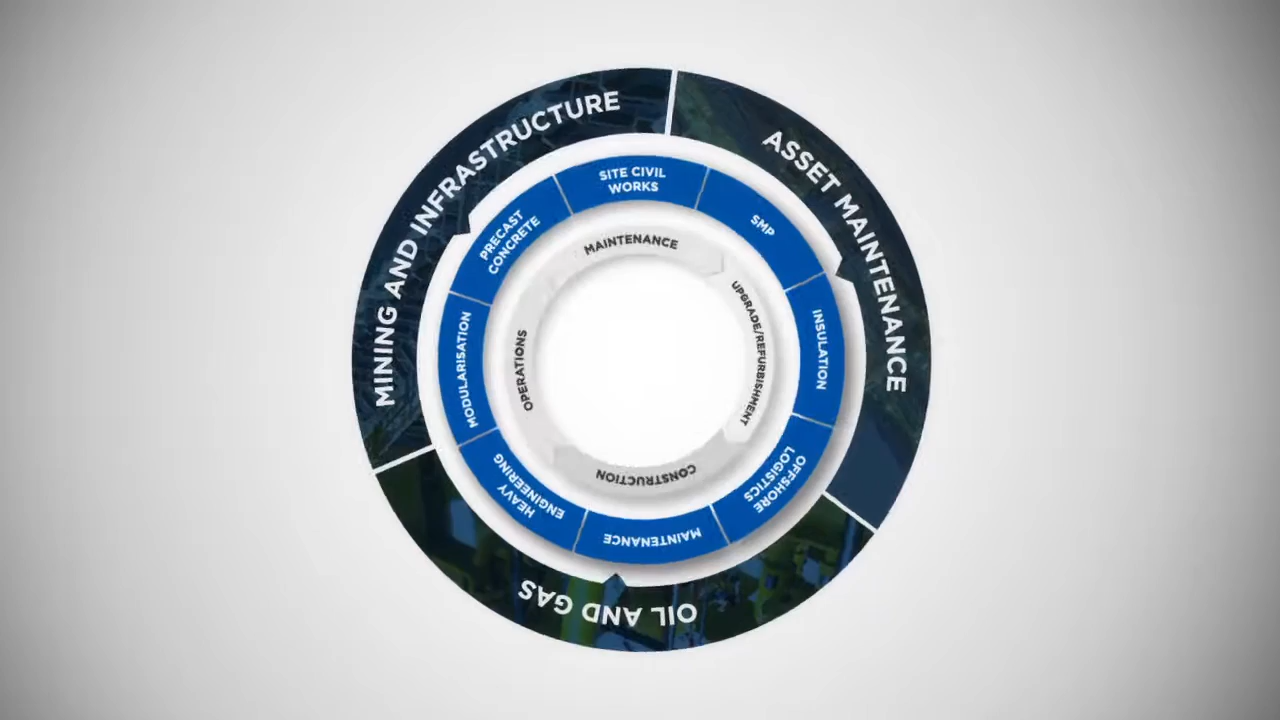 MINING AND INFRASTRUCTURE
ASSET MAINTENANCE
OIL AND GAS
SITE CIVIL
WORKS
SMP
INSULATION
OFFSHORE
LOGISTICS
MAINTENANCE
HEAVY
ENGINEERING
MODULARISATION
PRECAST
CONCRETE
MAINTENANCE
UPGRADE/REFURBISHMENT
CONSTRUCTION
OPERATIONS